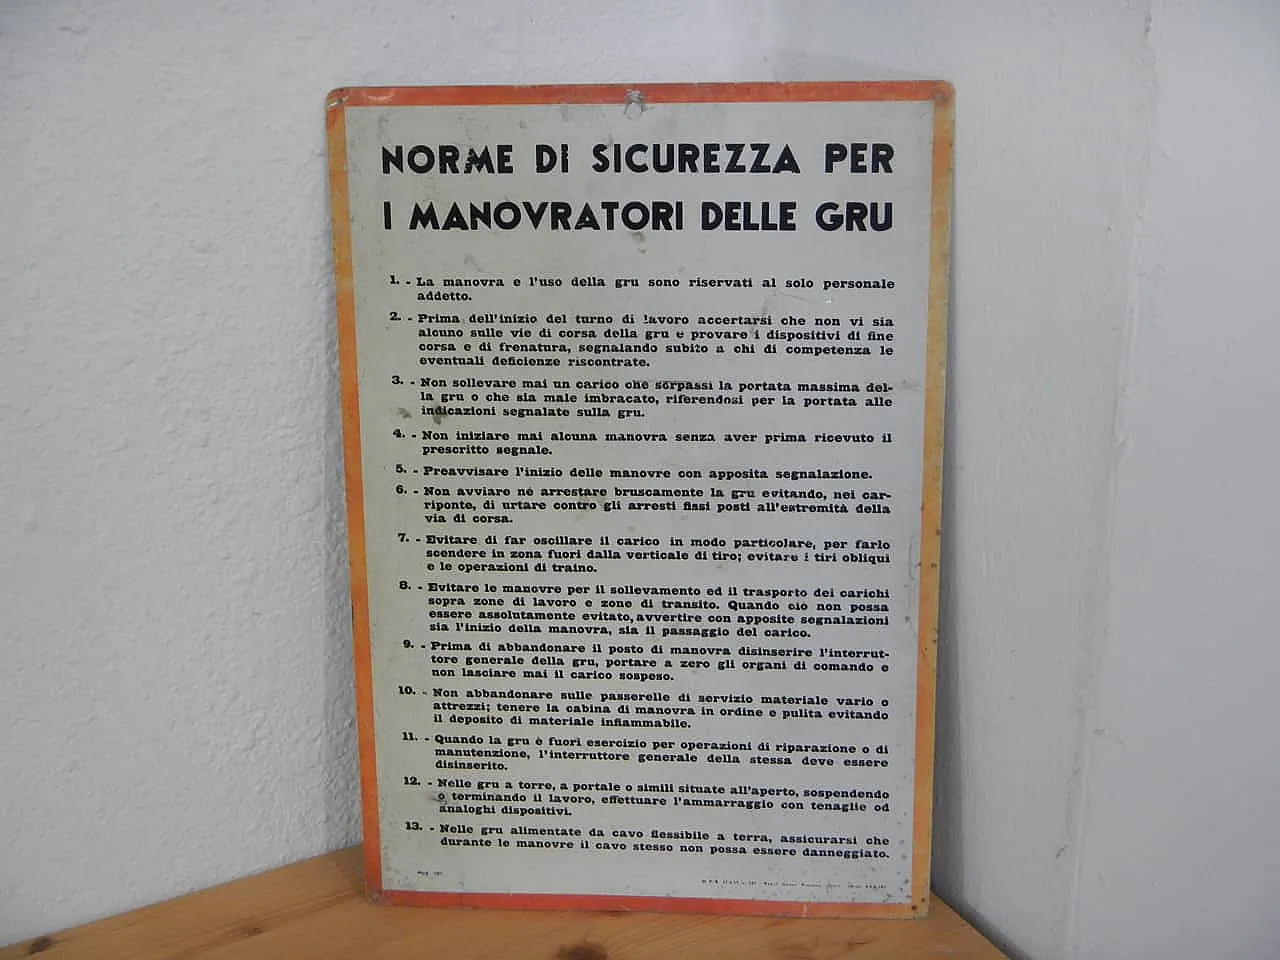 NORME DI SICUREZZA PER
I MANOVRATORI DELLE GRU
1. - La manovra e l'uso della gru sono riservati al solo personale
addetto.
2. - Prima dell'inizio del turno di lavoro accertarsi che non vi sia
alcuno sulle vie di corsa della gru e provare i dispositivi di fine
corsa e di frenatura, segnalando subito a chi di competenza le
eventuali deficienze riscontrate.
3. - Non sollevare mai un carico che sorpassi la portata massima del-
la gru o che sia male imbracato, riferendosi per la portata alle
indicazioni segnalate sulla gru.
4. - Non iniziare mai alcuna manovra senza aver prima ricevuto il
prescritto segnale.
5. - Preavvisare l'inizio delle manovre con apposita segnalazione.
6. - Non avviare nè arrestare bruscamente la gru evitando, nei car-
riponte, di urtare contro gli arresti fissi posti all'estremità della
via di corsa.
7. - Evitare di far oscillare il carico in modo particolare, per farlo
scendere in zona fuori dalla verticale di tiro; evitare i tiri obliqui
e le operazioni di traino.
8. - Evitare le manovre per il sollevamento ed il trasporto dei carichi
sopra zone di lavoro e zone di transito. Quando ciò non possa
essere assolutamente evitato, avvertire con apposite segnalazioni
sia l'inizio della manovra, sia il passaggio del carico.
9. - Prima di abbandonare il posto di manovra disinserire l'interrut-
tore generale della gru, portare a zero gli organi di comando e
non lasciare mai il carico sospeso.
10. - Non abbandonare sulle passerelle di servizio materiale vario o
attrezzi; tenere la cabina di manovra in ordine e pulita evitando
il deposito di materiale infiammabile.
11. - Quando la gru è fuori esercizio per operazioni di riparazione o di
manutenzione, l'interruttore generale della stessa deve essere
disinserito.
12. - Nelle gru a torre, a portale o simili situate all'aperto, sospendendo
o terminando il lavoro, effettuare l'ammarraggio con tenaglie od
analoghi dispositivi.
13. - Nelle gru alimentate da cavo flessibile a terra, assicurarsi che
durante le manovre il cavo stesso non possa essere danneggiato.